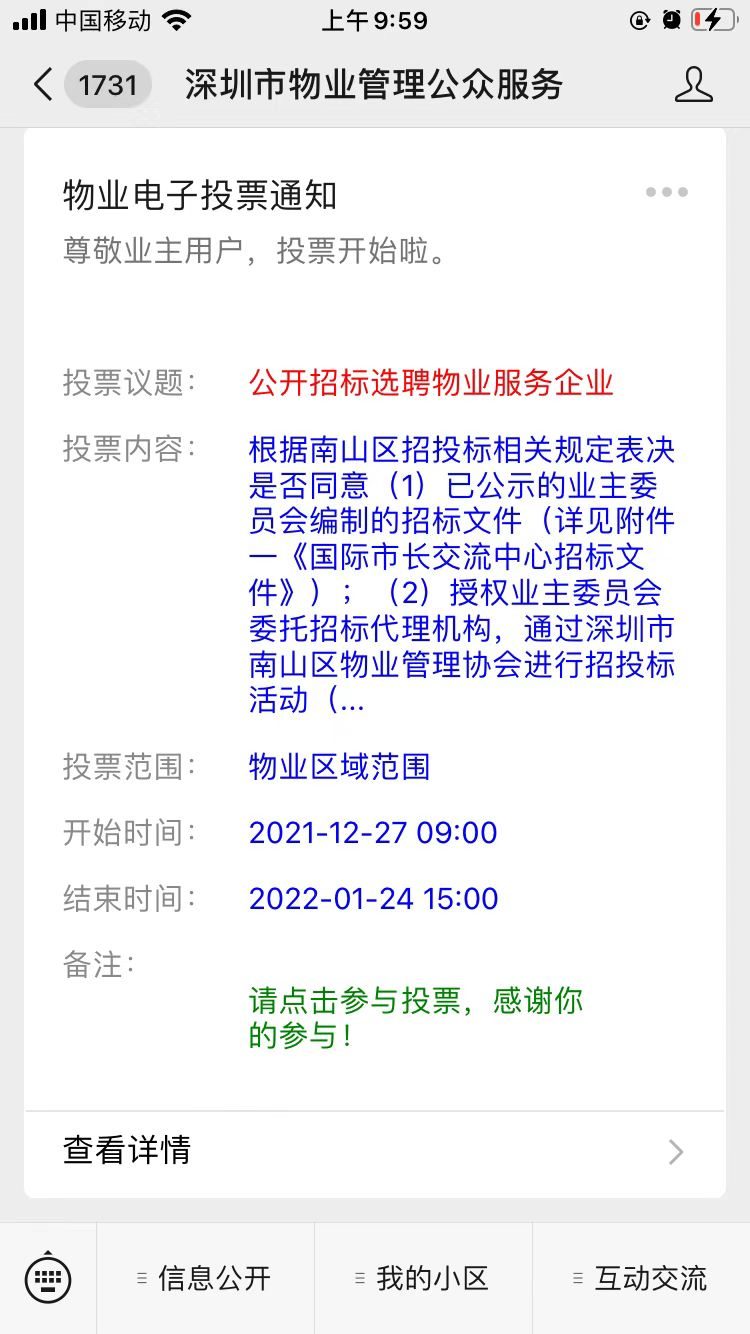 中国移动 上午9:59
1731 深圳市物业管理公众服务
物业电子投票通知
尊敬业主用户，投票开始啦。
投票议题： 公开招标选聘物业服务企业
投票内容： 根据南山区招投标相关规定表决
是否同意（1）已公示的业主委
员会编制的招标文件（详见附件
一《国际市长交流中心招标文
件》）；（2）授权业主委员会
委托招标代理机构，通过深圳市
南山区物业管理协会进行招投标
活动（...
投票范围： 物业区域范围
开始时间： 2021-12-27 09:00
结束时间： 2022-01-24 15:00
备注：
请点击参与投票，感谢你
的参与！
查看详情
信息公开 我的小区 互动交流